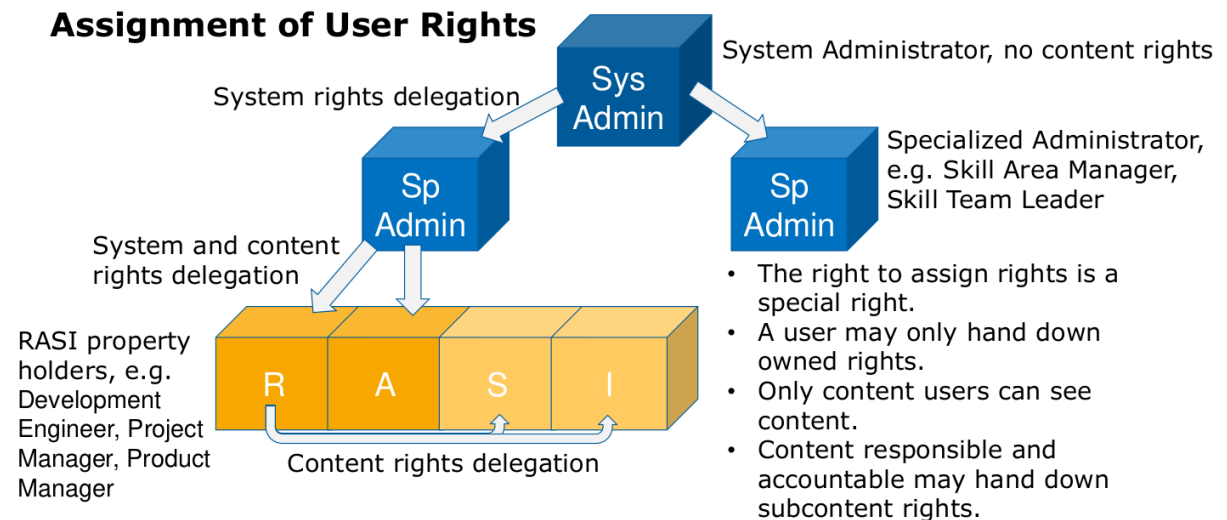 Assignment of User Rights
Sys
Admin
System Administrator, no content rights
System rights delegation
Sp
Admin
Sp
Admin
Specialized Administrator,
e.g. Skill Area Manager,
Skill Team Leader
System and content
rights delegation
RASI property
holders, e.g.
Development
Engineer, Project
Manager, Product
Manager
R
A
S
I
Content rights delegation
• The right to assign rights is a
special right.
• A user may only hand down
owned rights.
• Only content users can see
content.
• Content responsible and
accountable may hand down
subcontent rights.